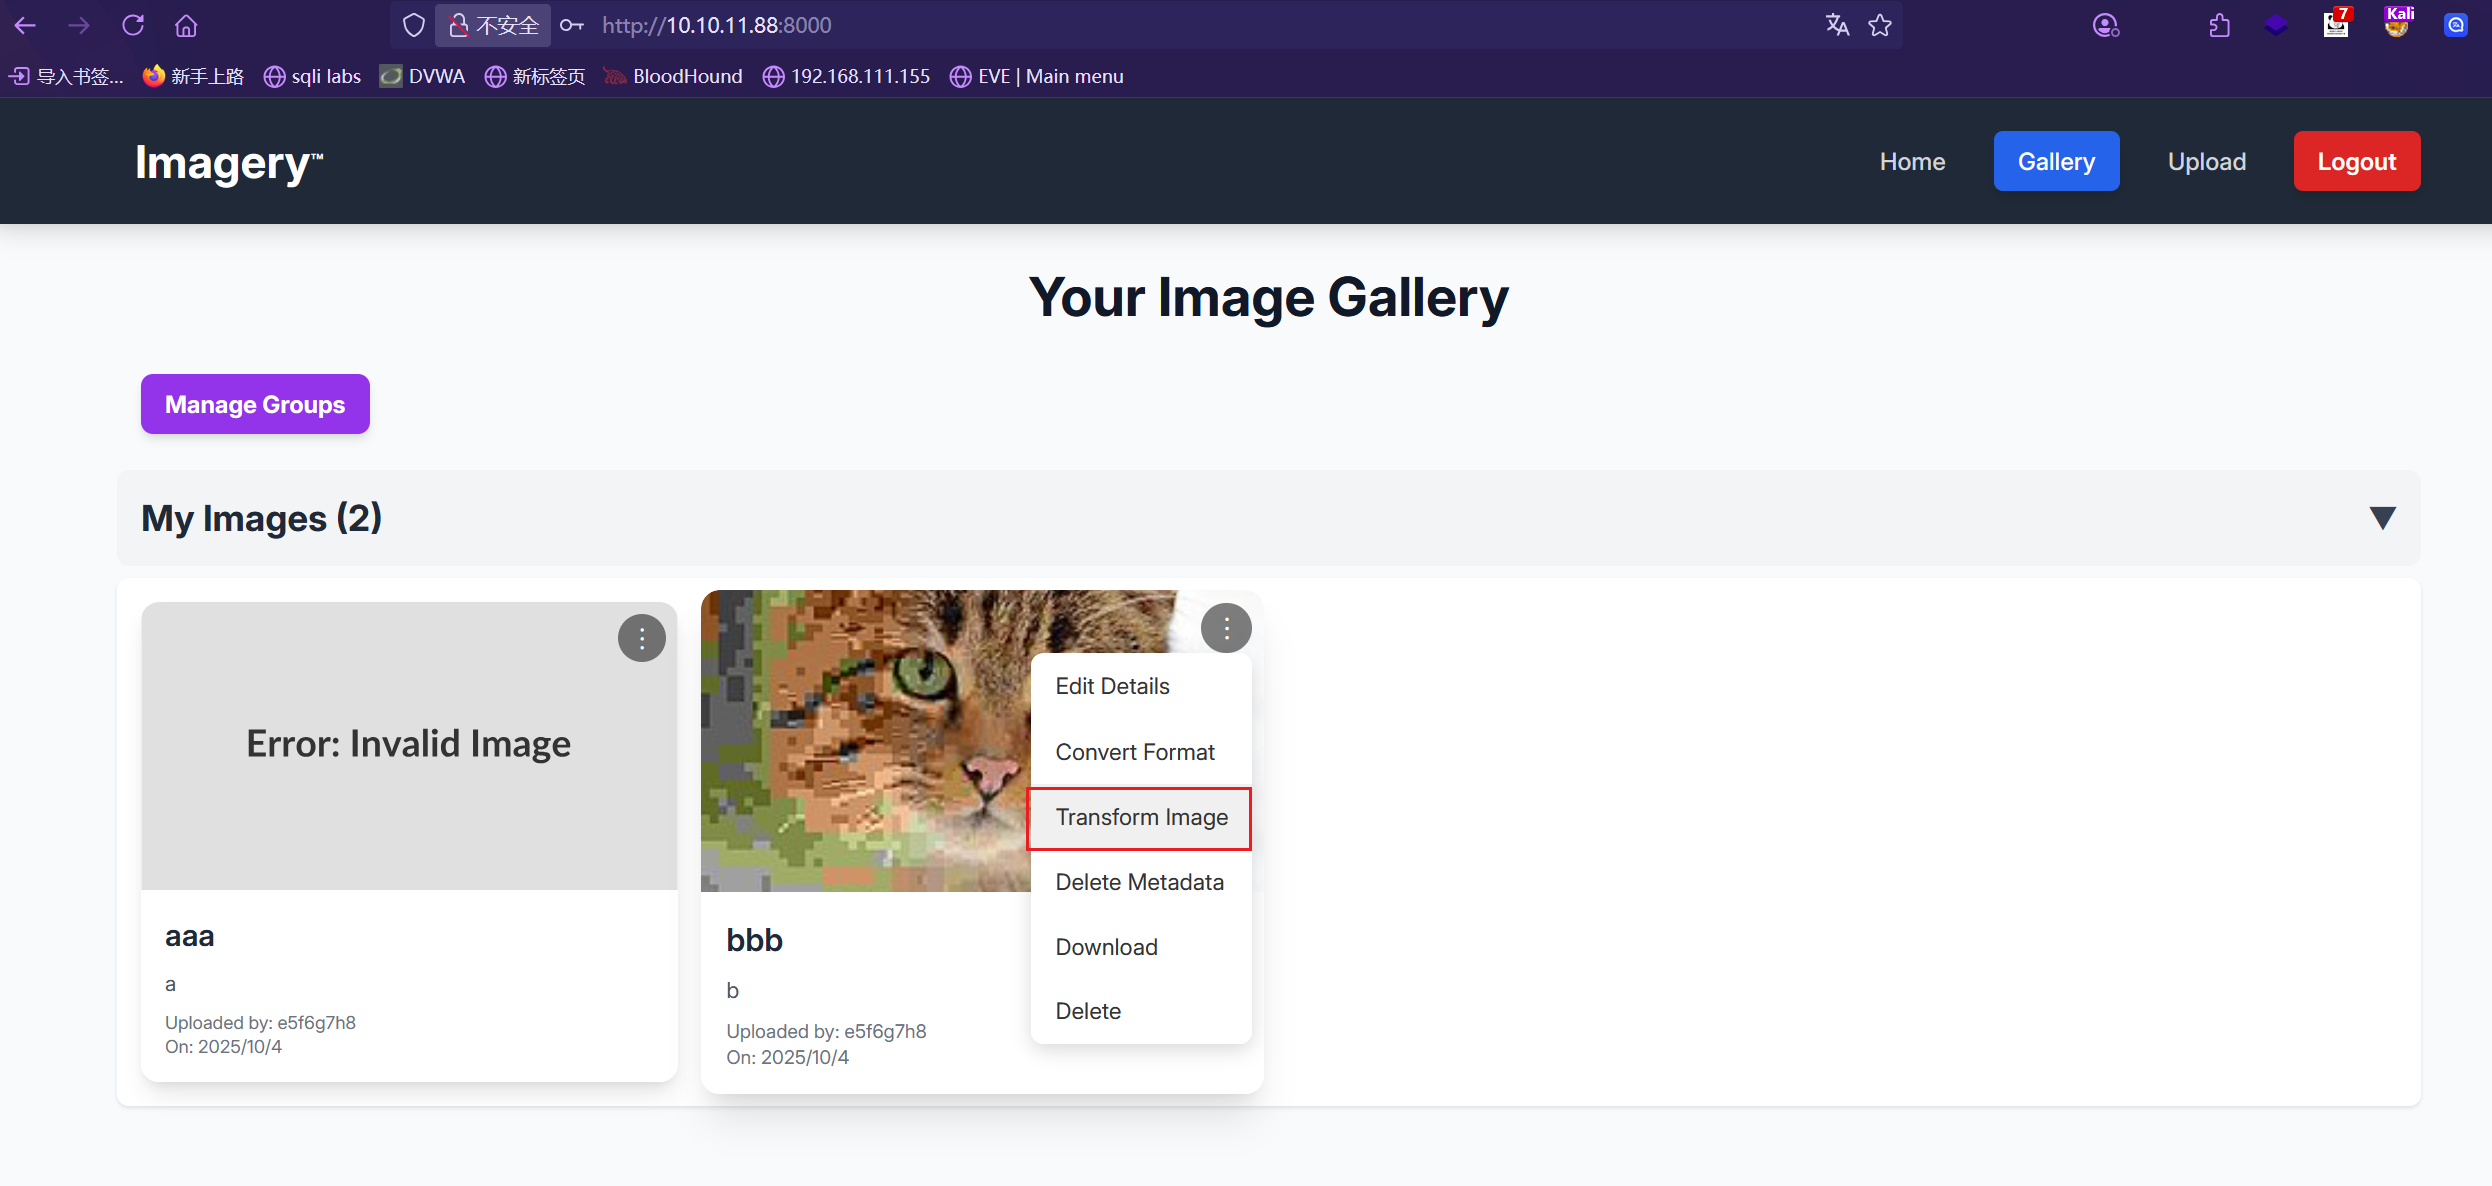 不安全
http://10.10.11.88:8000
7
Kali
导入书签...
新手上路
sqli labs
DVWA
新标签页
BloodHound
192.168.111.155
EVE | Main menu
Imagery™
Home
Gallery
Upload
Logout
Your Image Gallery
Manage Groups
My Images (2)
▼
Error: Invalid Image
aaa
a
Uploaded by: e5f6g7h8
On: 2025/10/4
bbb
b
Uploaded by: e5f6g7h8
On: 2025/10/4
Edit Details
Convert Format
Transform Image
Delete Metadata
Download
Delete